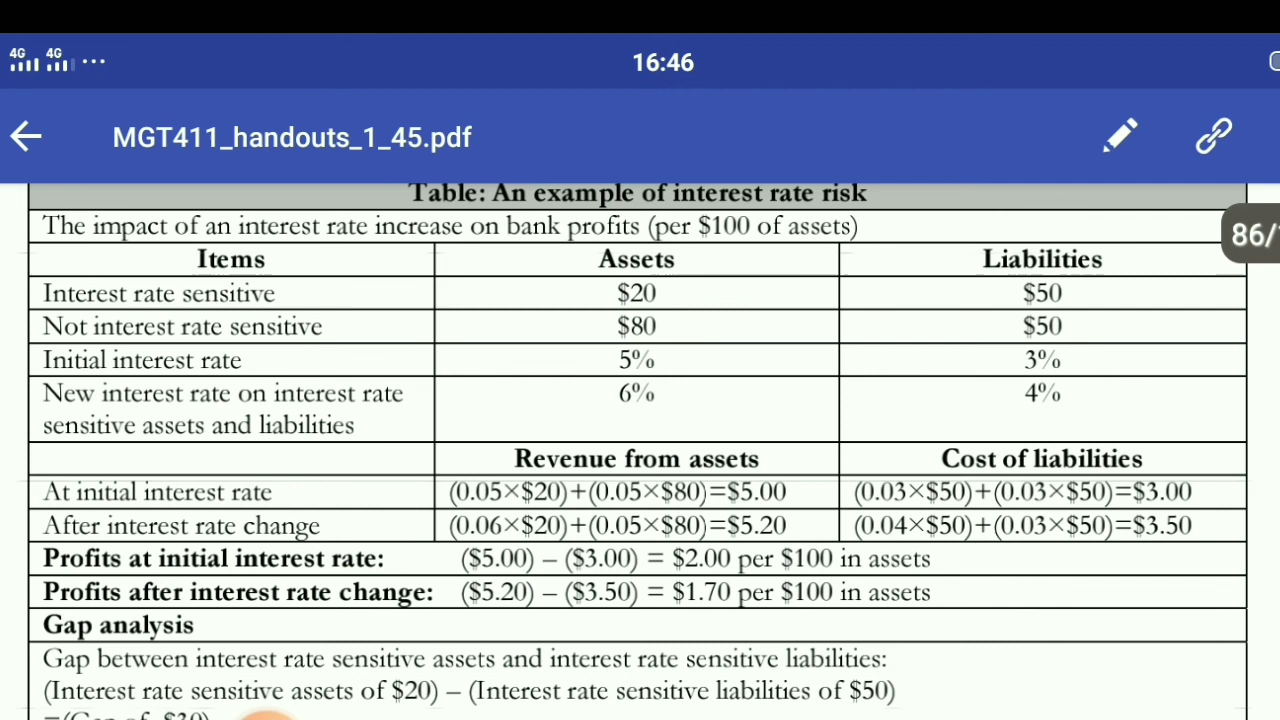 4G 4G ... 16:46
MGT411_handouts_1_45.pdf
Table: An example of interest rate risk
The impact of an interest rate increase on bank profits (per $100 of assets)
86/
Items Assets Liabilities
Interest rate sensitive $20 $50
Not interest rate sensitive $80 $50
Initial interest rate 5% 3%
New interest rate on interest rate 6% 4%
sensitive assets and liabilities
Revenue from assets Cost of liabilities
At initial interest rate (0.05×$20)+(0.05×$80)=$5.00 (0.03×$50)+(0.03×$50)=$3.00
After interest rate change (0.06×$20)+(0.05×$80)=$5.20 (0.04×$50)+(0.03×$50)=$3.50
Profits at initial interest rate: ($5.00) – ($3.00) = $2.00 per $100 in assets
Profits after interest rate change: ($5.20) – ($3.50) = $1.70 per $100 in assets
Gap analysis
Gap between interest rate sensitive assets and interest rate sensitive liabilities:
(Interest rate sensitive assets of $20) – (Interest rate sensitive liabilities of $50)